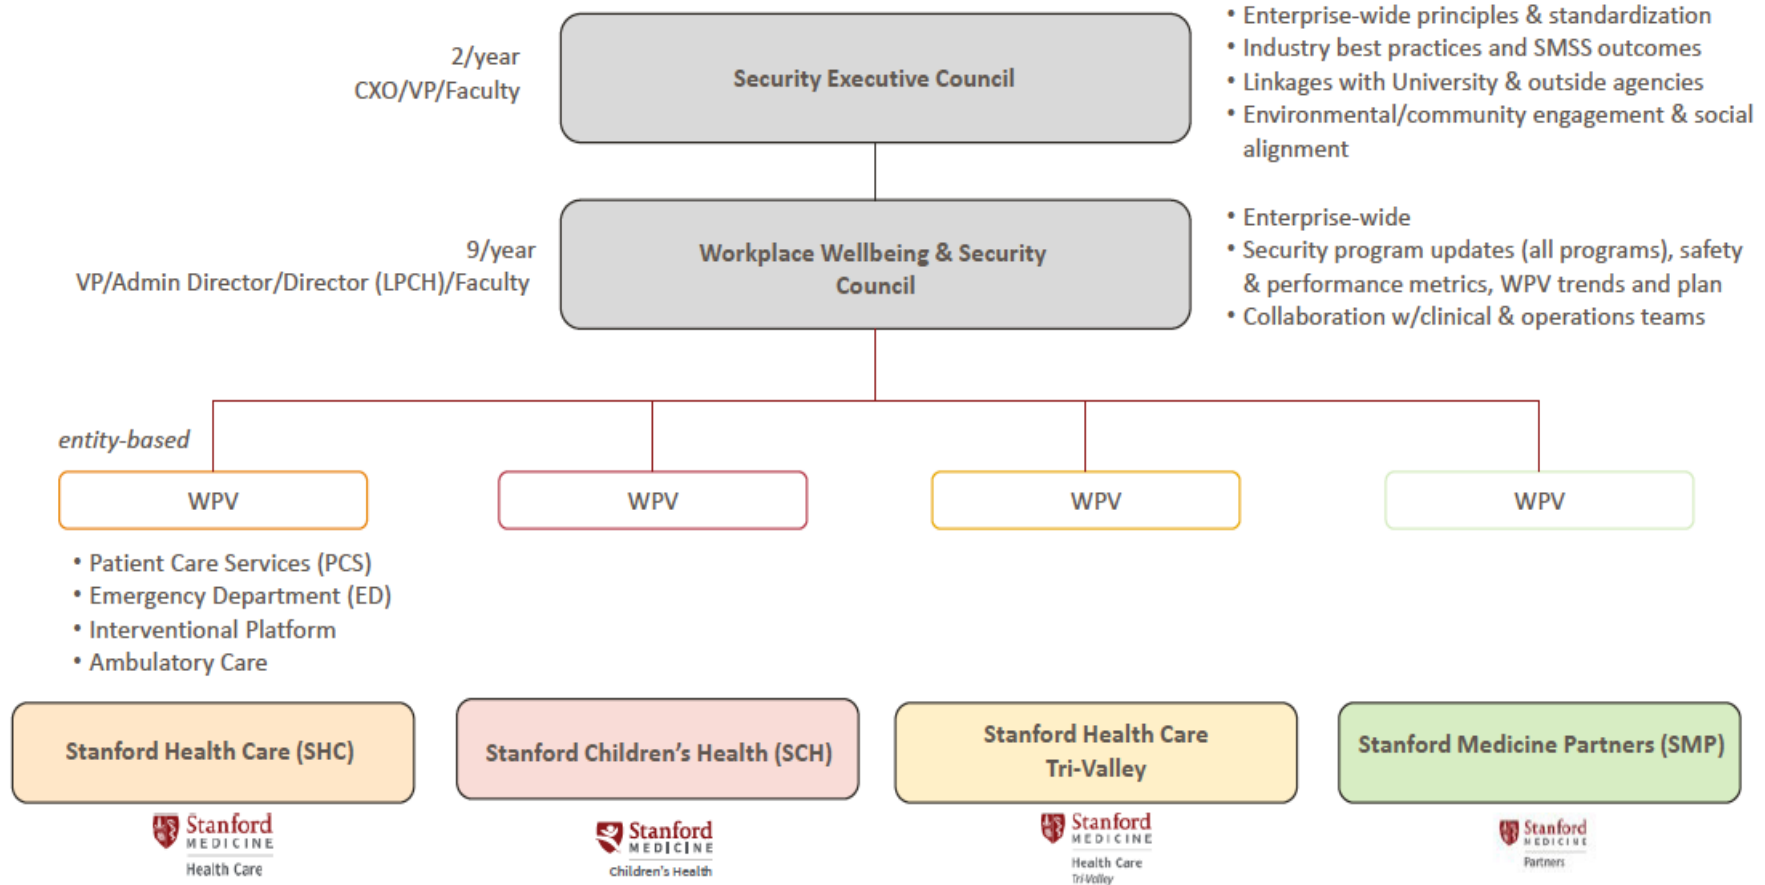 2/year
CXO/VP/Faculty
Security Executive Council
• Enterprise-wide principles & standardization
• Industry best practices and SMSS outcomes
• Linkages with University & outside agencies
• Environmental/community engagement & social
alignment
9/year
VP/Admin Director/Director (LPCH)/Faculty
Workplace Wellbeing & Security
Council
• Enterprise-wide
• Security program updates (all programs), safety
& performance metrics, WPV trends and plan
• Collaboration w/clinical & operations teams
entity-based
WPV
WPV
WPV
WPV
• Patient Care Services (PCS)
• Emergency Department (ED)
• Interventional Platform
• Ambulatory Care
Stanford Health Care (SHC)
Stanford Children's Health (SCH)
Stanford Health Care
Tri-Valley
Stanford Medicine Partners (SMP)
Stanford
MEDICINE
Health Care
Stanford
MEDICINE
Children's Health
Stanford
MEDICINE
Health Care
Tri-Valley
Stanford
MEDICINE
Partners